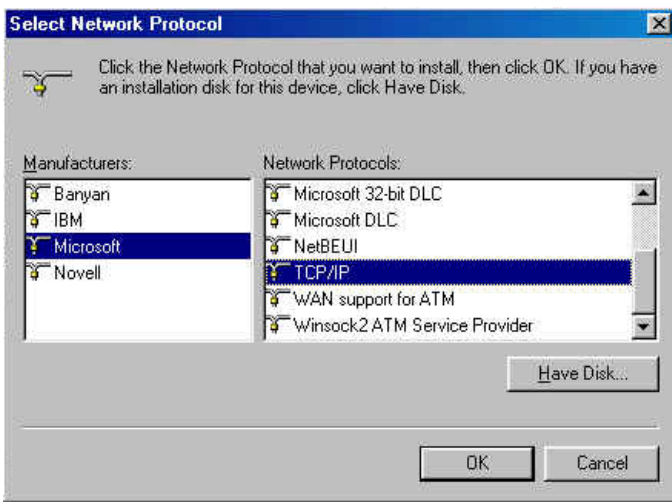 Select Network Protocol
Click the Network Protocol that you want to install, then click OK. If you have
an installation disk for this device, click Have Disk.
Manufacturers:
Banyan
IBM
Microsoft
Novell
Network Protocols:
Microsoft 32-bit DLC
Microsoft DLC
NetBEUI
TCP/IP
WAN support for ATM
Winsock2 ATM Service Provider
Have Disk...
OK
Cancel